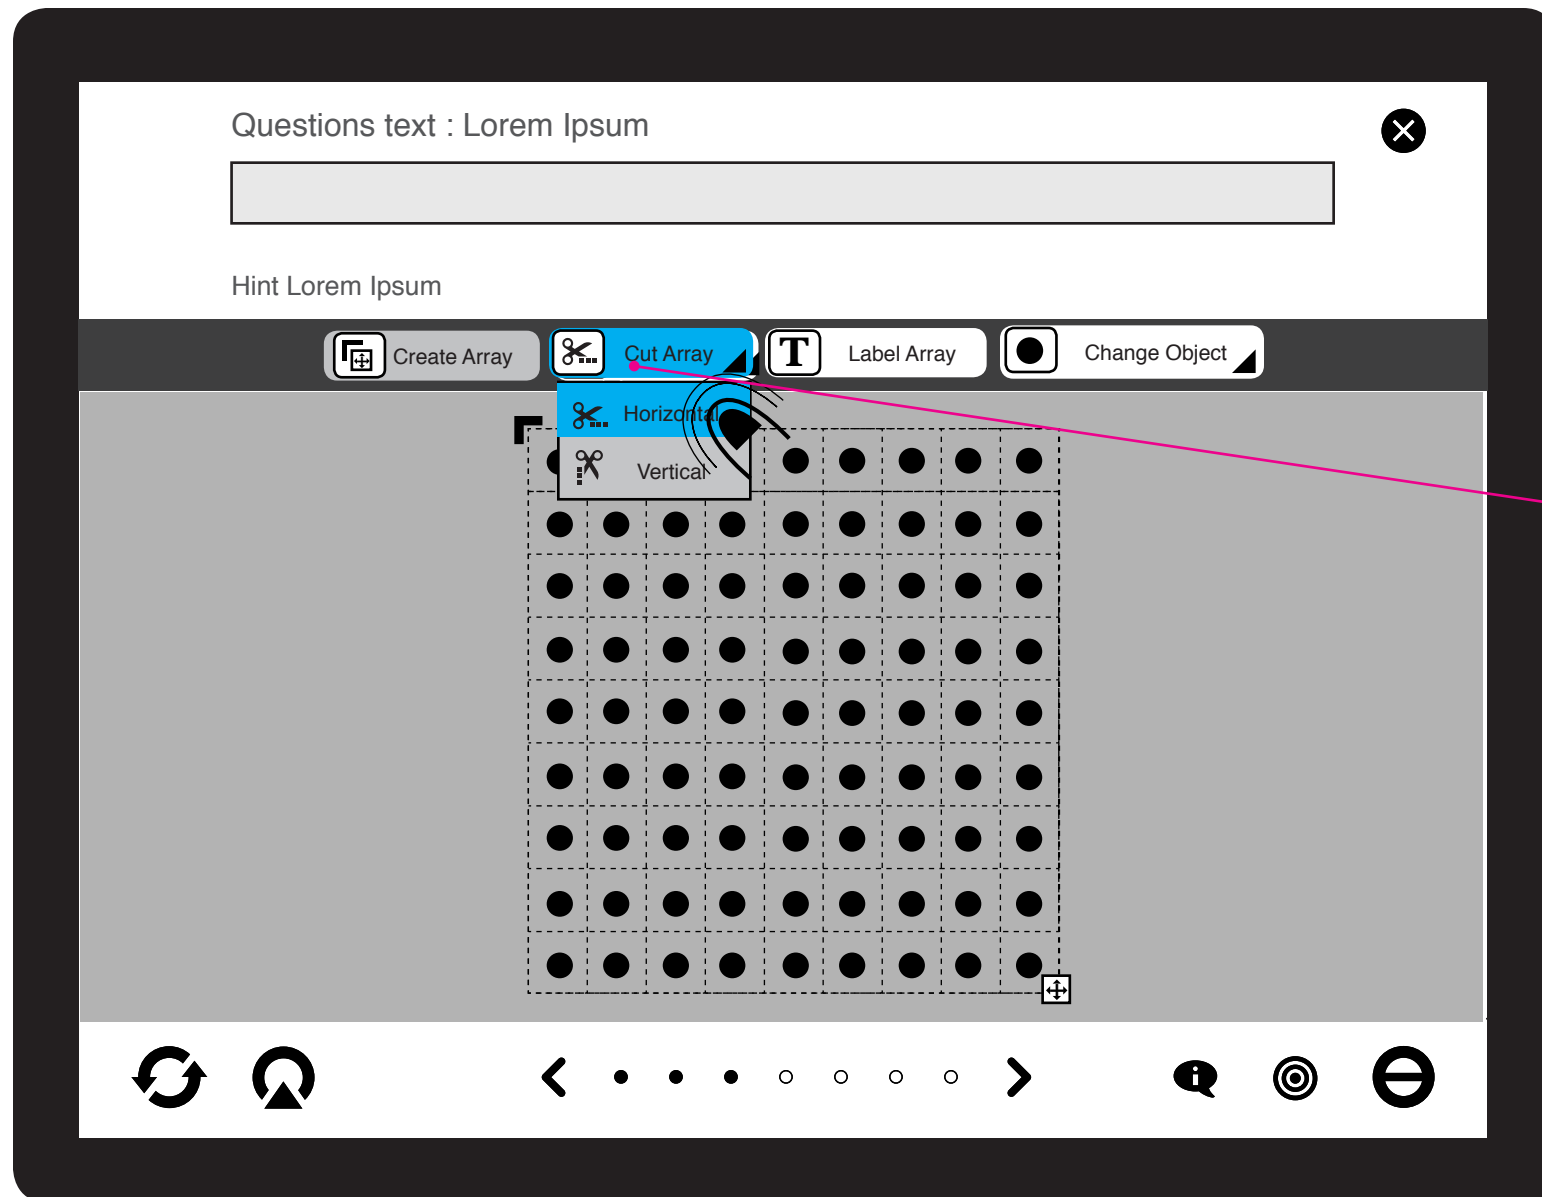 Questions text : Lorem Ipsum
Hint Lorem Ipsum
Create Array
Cut Array
T Label Array
Change Object
Horizontal
Vertical
i